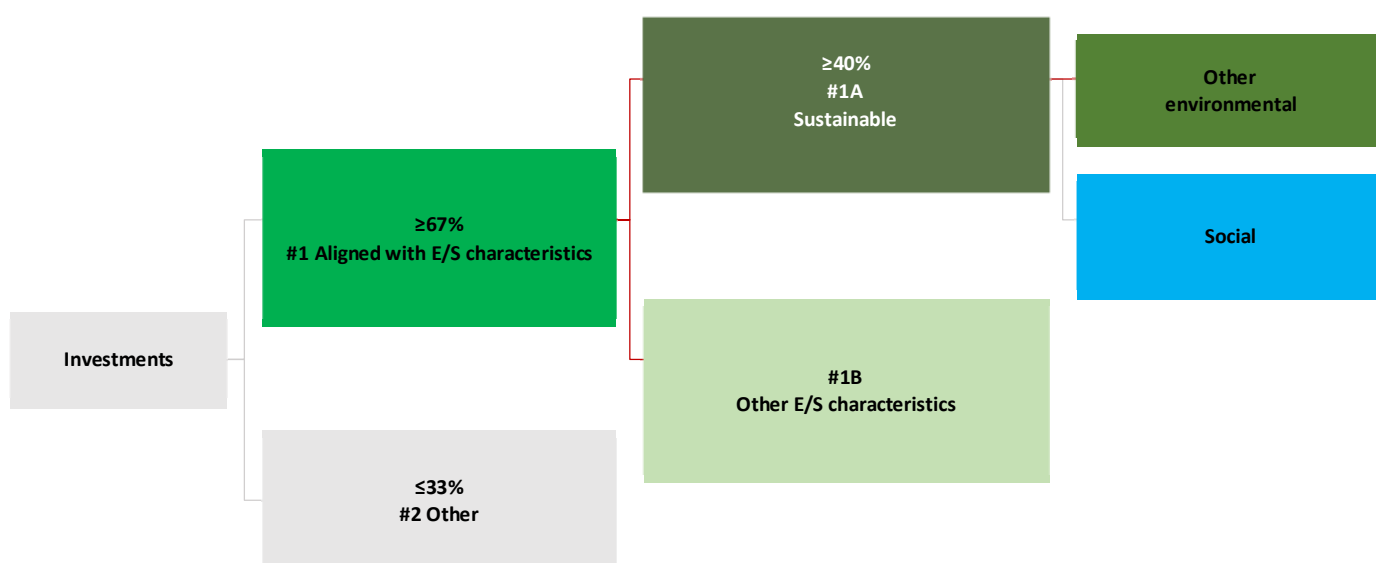 Investments
≥67%
#1 Aligned with E/S characteristics
≤33%
#2 Other
≥40%
#1A
Sustainable
#1B
Other E/S characteristics
Other
environmental
Social